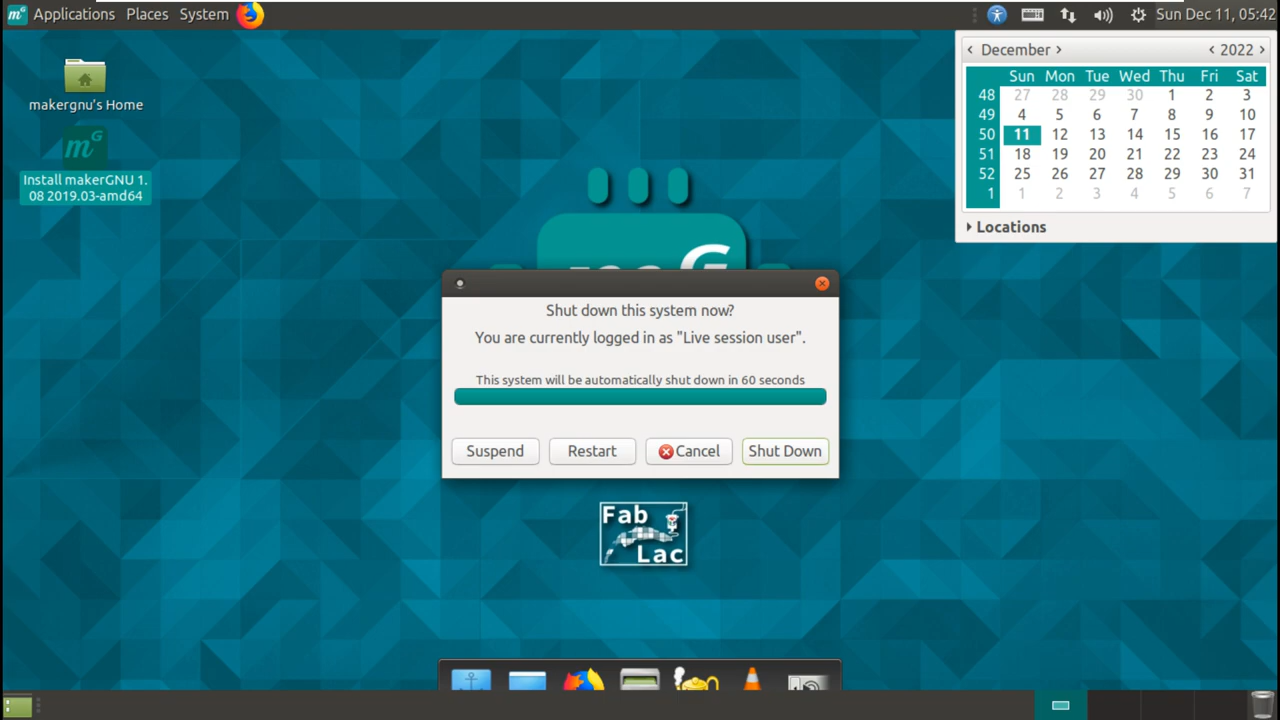 Applications Places System Sun Dec 11, 05:42
December 2022
Sun Mon Tue Wed Thu Fri Sat
48 27 28 29 30 1 2 3
49 4 5 6 7 8 9 10
50 11 12 13 14 15 16 17
51 18 19 20 21 22 23 24
52 25 26 27 28 29 30 31
1 1 2 3 4 5 6 7
Locations
makergnu's Home
mG
Install makerGNU 1.
08 2019.03-amd64
Shut down this system now?
You are currently logged in as "Live session user".
This system will be automatically shut down in 60 seconds
Suspend Restart Cancel Shut Down
Fab
Lac